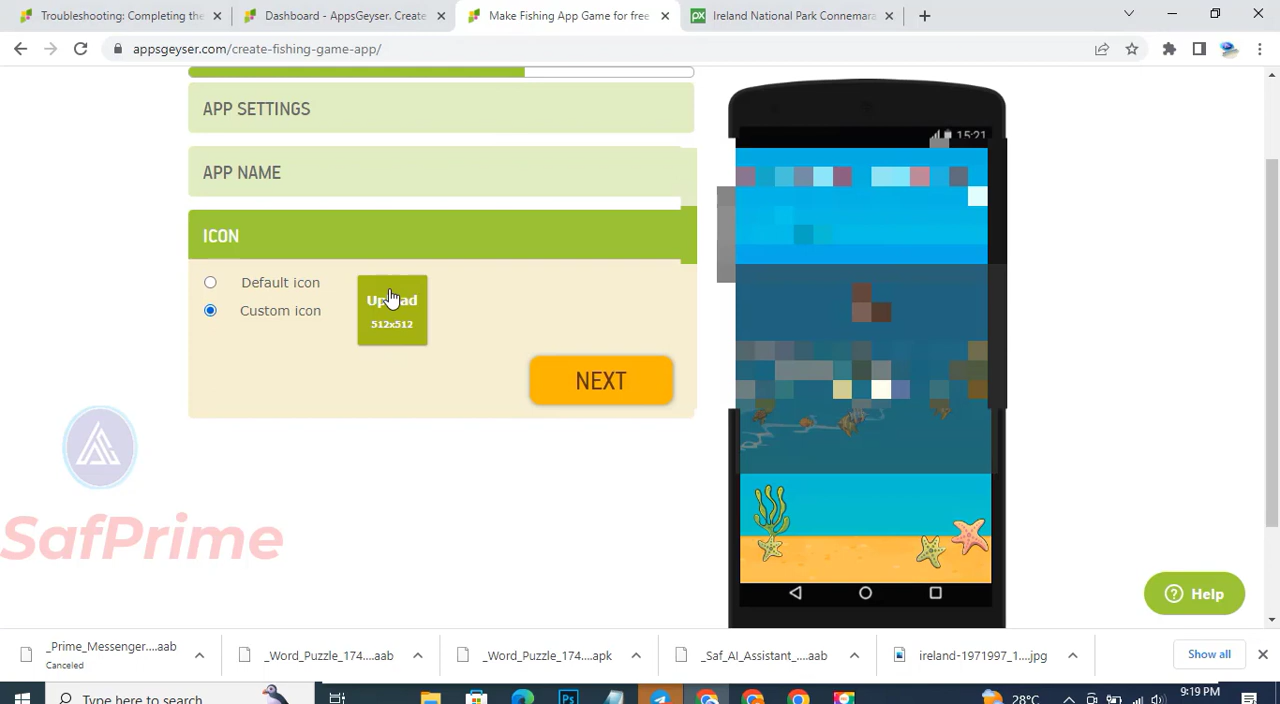 Troubleshooting: Completing the
Dashboard - AppsGeyser. Create
Make Fishing App Game for free
Ireland National Park Connemara
appsgeyser.com/create-fishing-game-app/
APP SETTINGS
APP NAME
ICON
Default icon
Custom icon
Upload
512x512
NEXT
15:21
SafPrime
Help
_Prime_Messenger....aab
Canceled
_Word_Puzzle_174....aab
_Word_Puzzle_174....apk
_Saf_AI_Assistant_....aab
ireland-1971997_1....jpg
Show all
Type here to search
28°C
9:19 PM